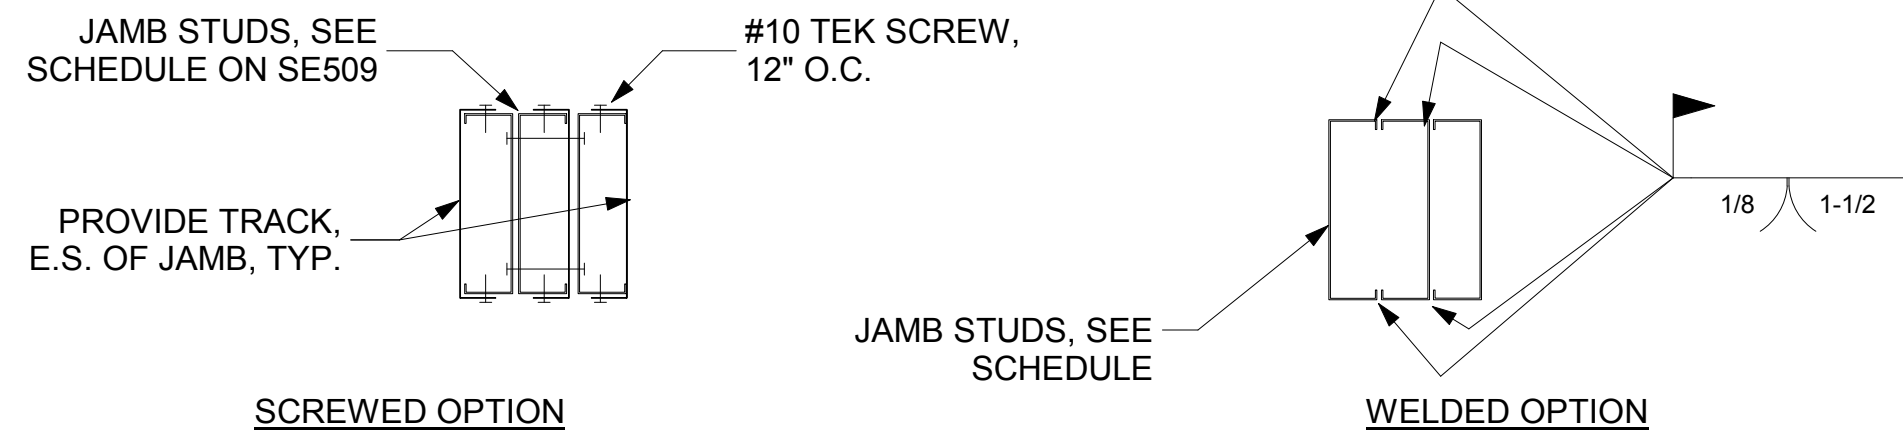 JAMB STUDS, SEE
SCHEDULE ON SE509
#10 TEK SCREW,
12" O.C.
PROVIDE TRACK,
E.S. OF JAMB, TYP.
SCREWED OPTION
1/8
1-1/2
JAMB STUDS, SEE
SCHEDULE
WELDED OPTION